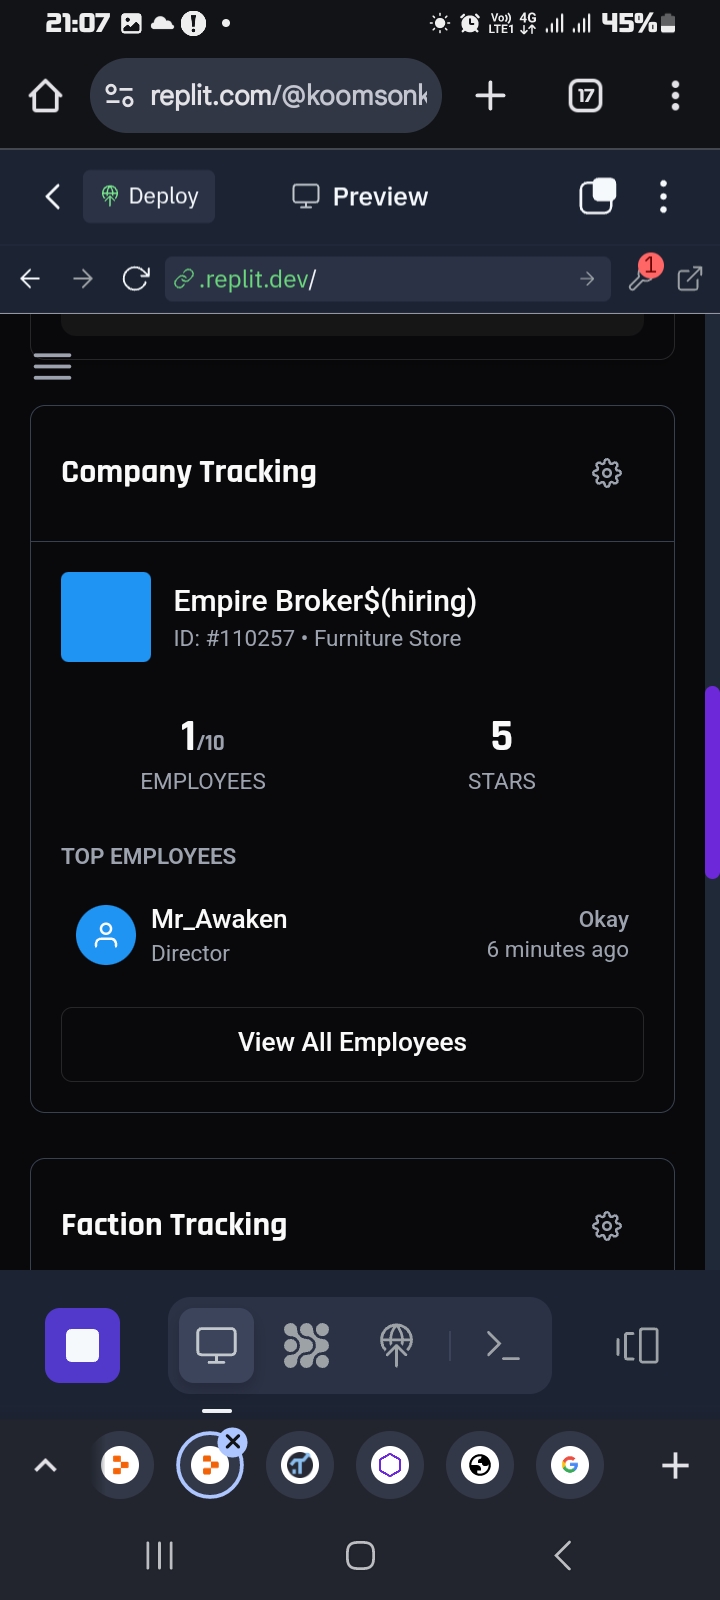 21:07
Vo)) LTE1 4G 45%
replit.com/@koomsonk
17
Deploy
Preview
.replit.dev/
1
Company Tracking
Empire Broker$(hiring)
ID: #110257 • Furniture Store
1/10
5
EMPLOYEES
STARS
TOP EMPLOYEES
Mr_Awaken
Okay
Director
6 minutes ago
View All Employees
Faction Tracking